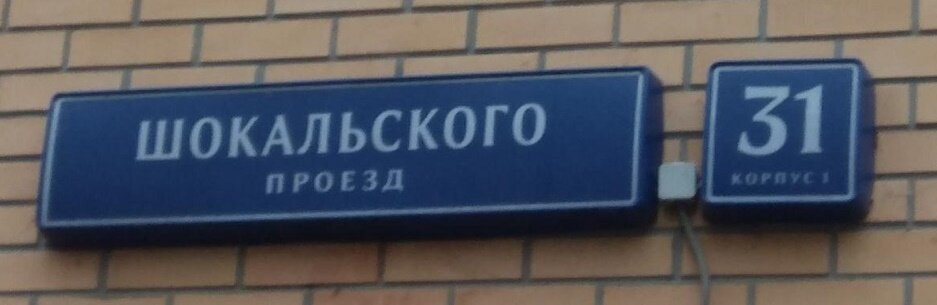 ШОКАЛЬСКОГО
ПРОЕЗД
31
КОРПУС 1